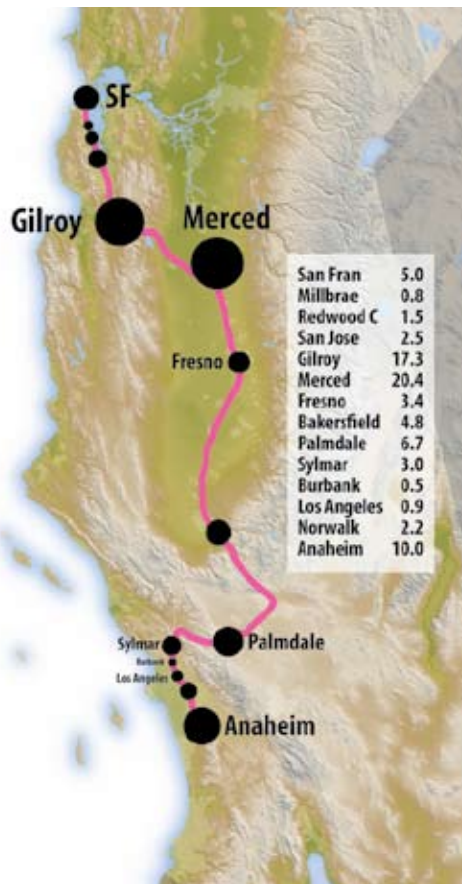 SF
Gilroy
Merced
San Fran 5.0
Millbrae 0.8
Redwood C 1.5
San Jose 2.5
Gilroy 17.3
Merced 20.4
Fresno 3.4
Bakersfield 4.8
Palmdale 6.7
Sylmar 3.0
Burbank 0.5
Los Angeles 0.9
Norwalk 2.2
Anaheim 10.0
Fresno
Sylmar
Palmdale
Burbank
Los Angeles
Anaheim